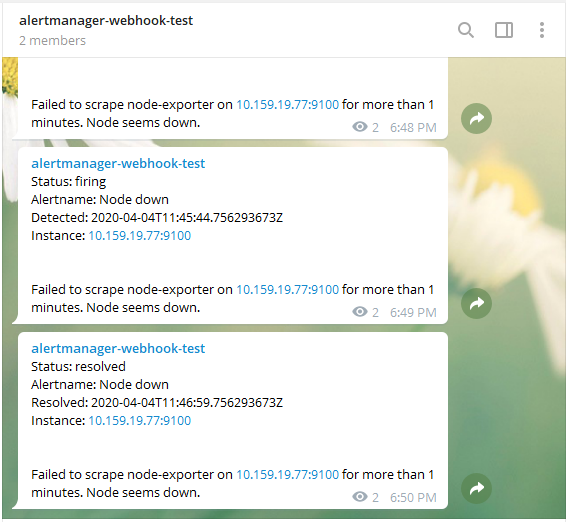 alertmanager-webhook-test
2 members
Failed to scrape node-exporter on 10.159.19.77:9100 for more than 1
minutes. Node seems down.
2 6:48 PM
alertmanager-webhook-test
Status: firing
Alertname: Node down
Detected: 2020-04-04T11:45:44.756293673Z
Instance: 10.159.19.77:9100
Failed to scrape node-exporter on 10.159.19.77:9100 for more than 1
minutes. Node seems down.
2 6:49 PM
alertmanager-webhook-test
Status: resolved
Alertname: Node down
Resolved: 2020-04-04T11:46:59.756293673Z
Instance: 10.159.19.77:9100
Failed to scrape node-exporter on 10.159.19.77:9100 for more than 1
minutes. Node seems down.
2 6:50 PM